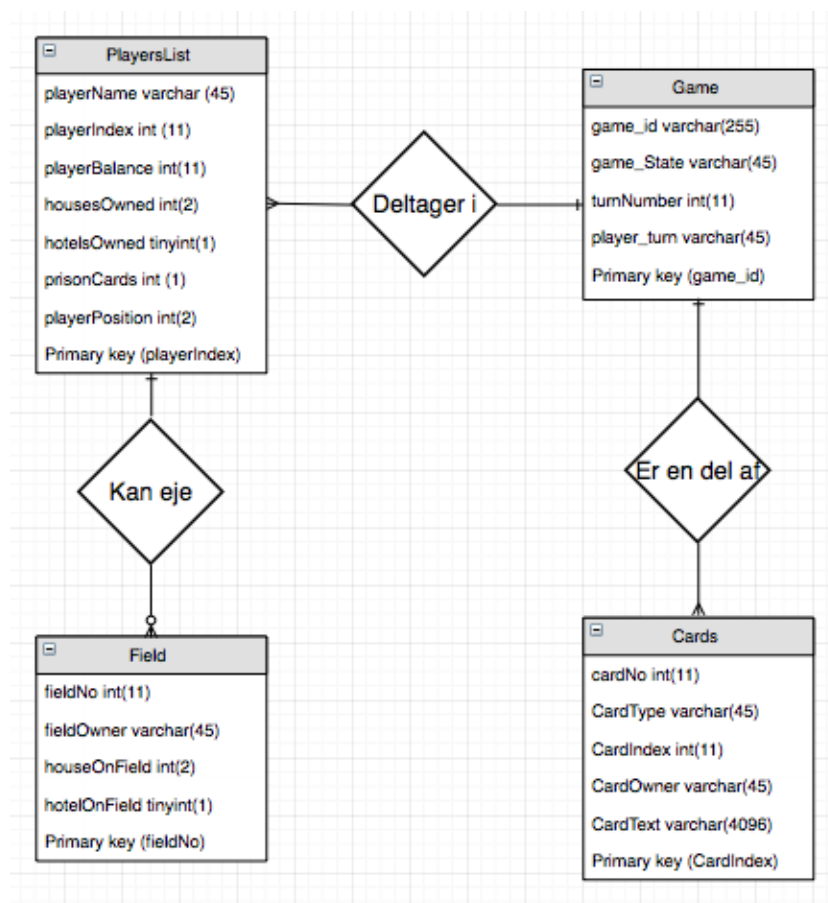 PlayersList
playerName varchar (45)
playerIndex int (11)
playerBalance int(11)
housesOwned int(2)
hotelsOwned tinyint(1)
prisonCards int (1)
playerPosition int(2)
Primary key (playerIndex)
Deltager i
Game
game_id varchar(255)
game_State varchar(45)
turnNumber int(11)
player_turn varchar(45)
Primary key (game_id)
Kan eje
Er en del af
Field
fieldNo int(11)
fieldOwner varchar(45)
houseOnField int(2)
hotelOnField tinyint(1)
Primary key (fieldNo)
Cards
cardNo int(11)
CardType varchar(45)
CardIndex int(11)
CardOwner varchar(45)
CardText varchar(4096)
Primary key (CardIndex)